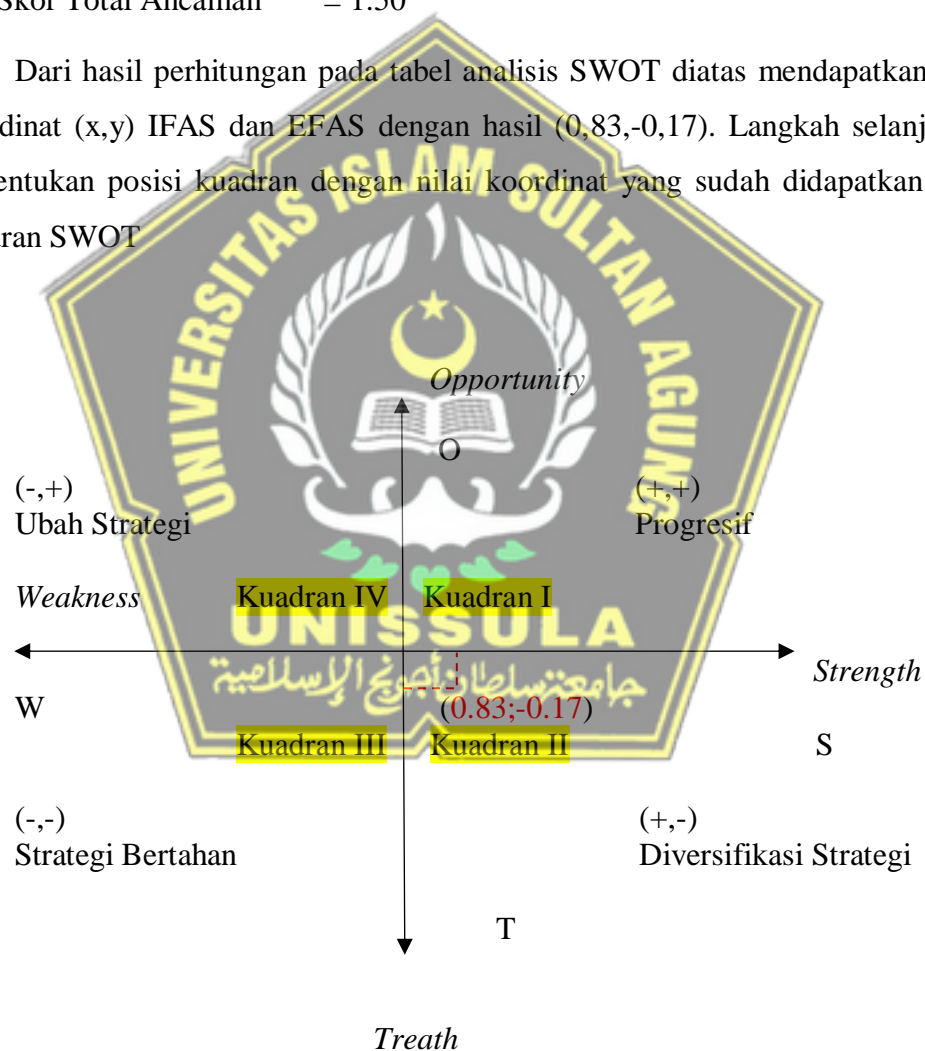 Skor Total Ancaman = 1.50
Dari hasil perhitungan pada tabel analisis SWOT diatas mendapatkan
dinat (x,y) IFAS dan EFAS dengan hasil (0,83,-0,17). Langkah selanj
entukan posisi kuadran dengan nilai koordinat yang sudah didapatkan
ran SWOT
UNIVERSITAS ISLAM SULTAN AGUNG
Opportunity
O
(-,+)
(+,+)
Ubah Strategi
Progresif
Weakness
Kuadran IV
Kuadran I
UNISSULA
Strength
جامعتنسلطان أجونج الإسلامية
W
(0.83;-0.17)
Kuadran III
Kuadran II
S
(-,-)
(+,-)
Strategi Bertahan
Diversifikasi Strategi
T
Treath